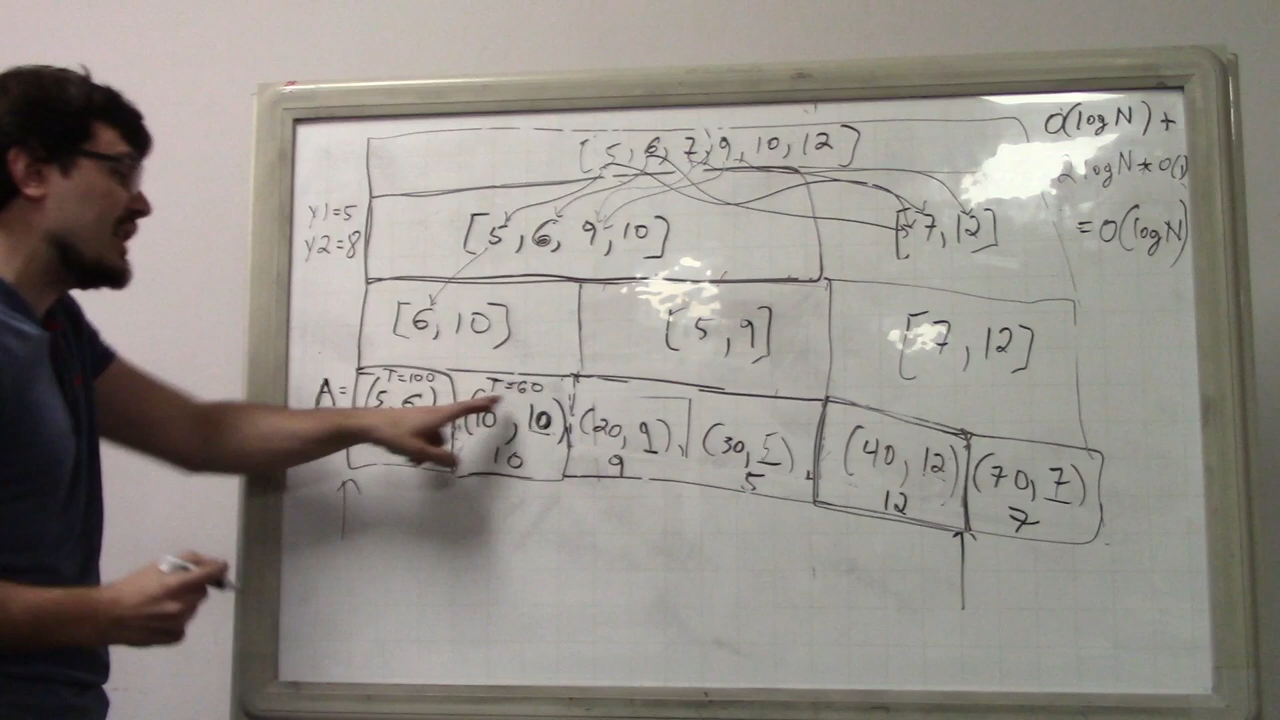 [5, 6, 7, 9, 10, 12]
O(log N) +
2 log N * O(1)
= O(log N)
y1=5
y2=8
[5, 6, 9, 10]
[7, 12]
[6, 10]
[5, 9]
[7, 12]
A=
T=100
(5, 6)
T=60
(10, 10)
10
(20, 9)
9
(30, 5)
5
(40, 12)
12
(70, 7)
7